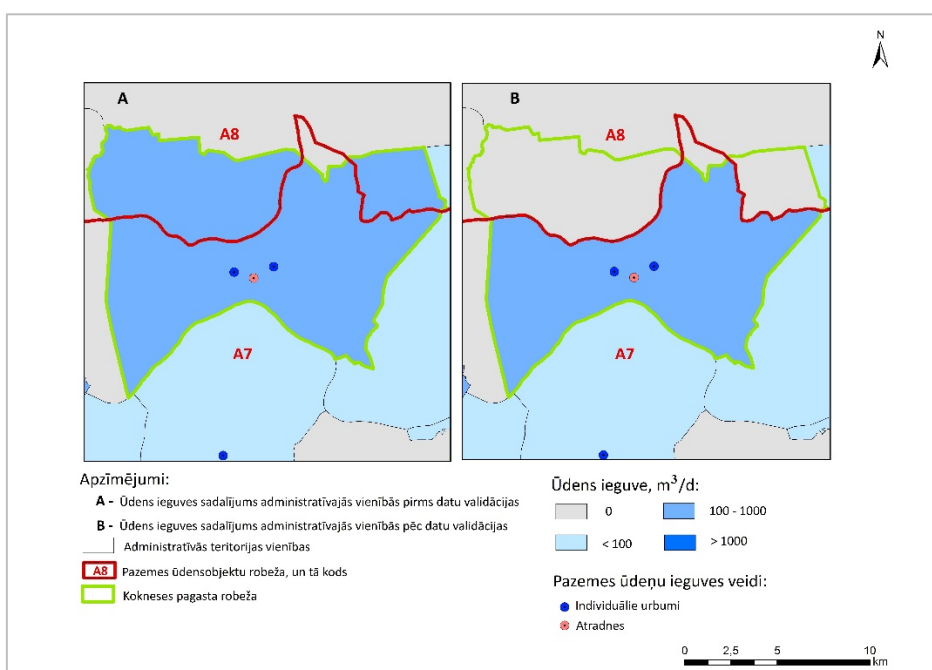 N
A
B
A8
A8
A7
A7
Apzīmējumi:
A - Ūdens ieguves sadalījums administratīvajās vienībās pirms datu validācijas
B - Ūdens ieguves sadalījums administratīvajās vienībās pēc datu validācijas
Administratīvās teritorijas vienības
A8 Pazemes ūdensobjektu robeža, un tā kods
Kokneses pagasta robeža
Ūdens ieguve, m³/d:
0 100 - 1000
< 100 > 1000
Pazemes ūdeņu ieguves veidi:
Individuālie urbumi
Atradnes
0 2,5 5 10
km